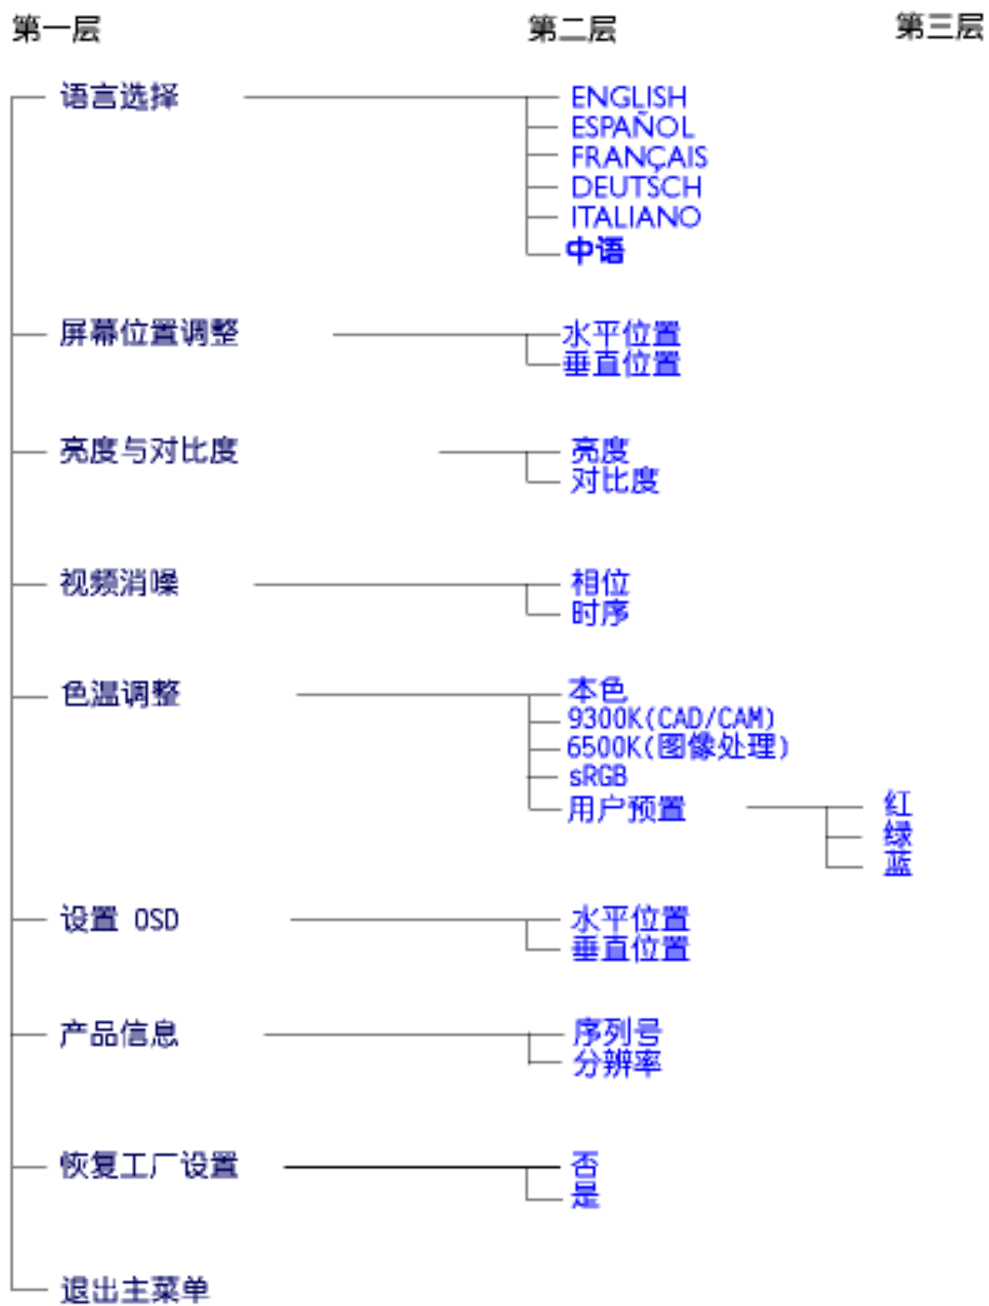 第一层 第二层 第三层
语言选择 ENGLISH
ESPAÑOL
FRANÇAIS
DEUTSCH
ITALIANO
中语
屏幕位置调整 水平位置
垂直位置
亮度与对比度 亮度
对比度
视频消噪 相位
时序
色温调整 本色
9300K(CAD/CAM)
6500K(图像处理)
sRGB
用户预置 红
绿
蓝
设置 OSD 水平位置
垂直位置
产品信息 序列号
分辨率
恢复工厂设置 否
是
退出主菜单